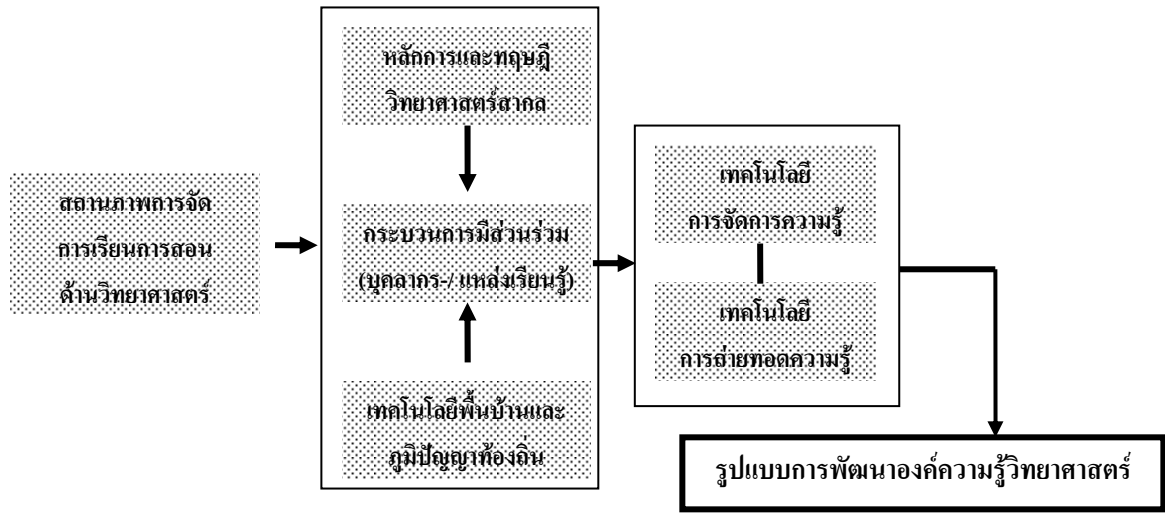 สถานภาพการจัด
การเรียนการสอน
ด้านวิทยาศาสตร์
หลักการและทฤษฎี
วิทยาศาสตร์สากล
กระบวนการมีส่วนร่วม
(บุคลากร-/ แหล่งเรียนรู้)
เทคโนโลยีพื้นบ้านและ
ภูมิปัญญาท้องถิ่น
เทคโนโลยี
การจัดการความรู้
เทคโนโลยี
การถ่ายทอดความรู้
รูปแบบการพัฒนาองค์ความรู้วิทยาศาสตร์